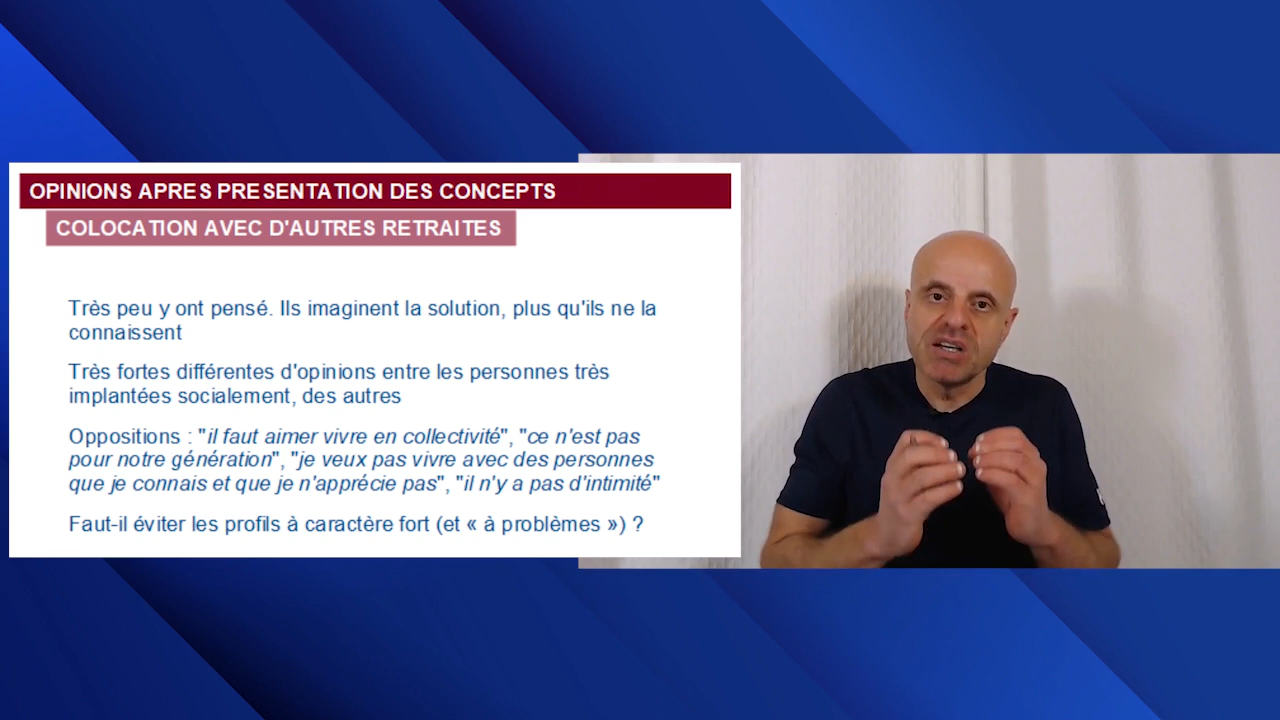 OPINIONS APRES PRESENTATION DES CONCEPTS
COLOCATION AVEC D'AUTRES RETRAITES
Très peu y ont pensé. Ils imaginent la solution, plus qu'ils ne la
connaissent
Très fortes différentes d'opinions entre les personnes très
implantées socialement, des autres
Oppositions : "il faut aimer vivre en collectivité", "ce n'est pas
pour notre génération", "je veux pas vivre avec des personnes
que je connais et que je n'apprécie pas", "il n'y a pas d'intimité"
Faut-il éviter les profils à caractère fort (et « à problèmes ») ?